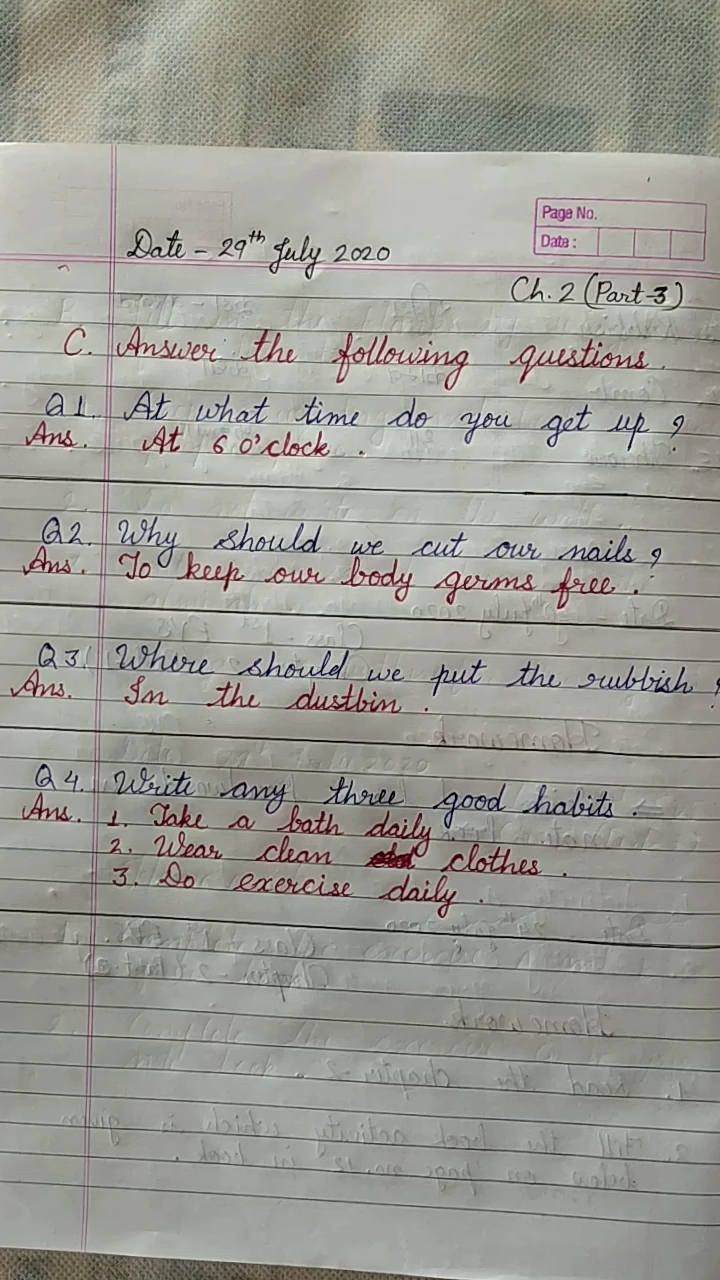 Page No.
Date :
Date - 29th July 2020
Ch. 2 (Part-3)
C. Answer the following questions.
Q1. At what time do you get up ?
Ans. At 6 o'clock .
Q2. Why should we cut our nails ?
Ans. To keep our body germs free .
Q3. Where should we put the rubbish ?
Ans. In the dustbin .
Q4. Write any three good habits .
Ans. 1. Take a bath daily.
2. Wear clean clothes .
3. Do exercise daily .